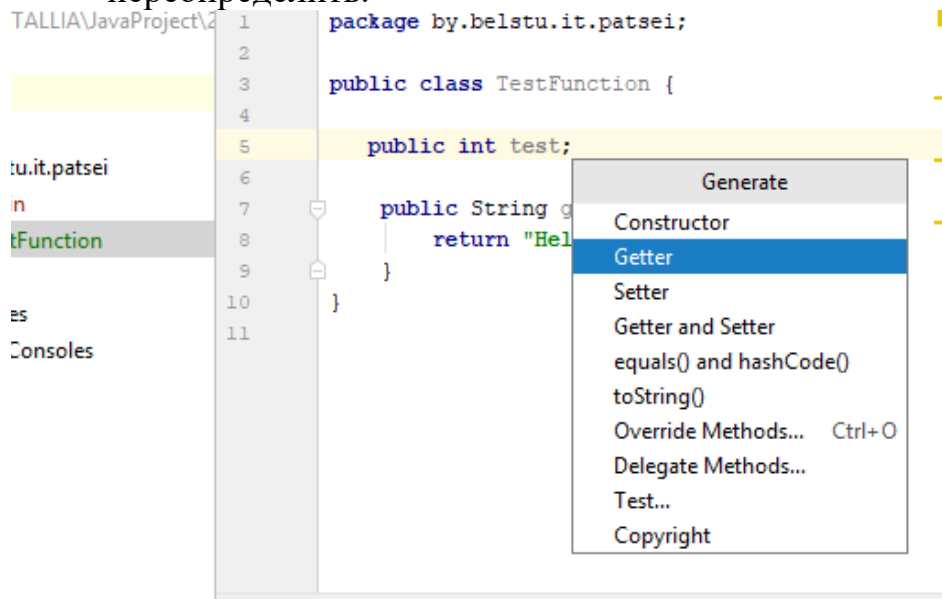 переопределить.
TALLIA\JavaProject\2
1 package by.belstu.it.patsei;
2
3 public class TestFunction {
4
5 public int test;
6
7 public String g
8 return "Hel
9 }
10 }
11
tu.it.patsei
in
tFunction
es
Consoles
Generate
Constructor
Getter
Setter
Getter and Setter
equals() and hashCode()
toString()
Override Methods... Ctrl+O
Delegate Methods...
Test...
Copyright